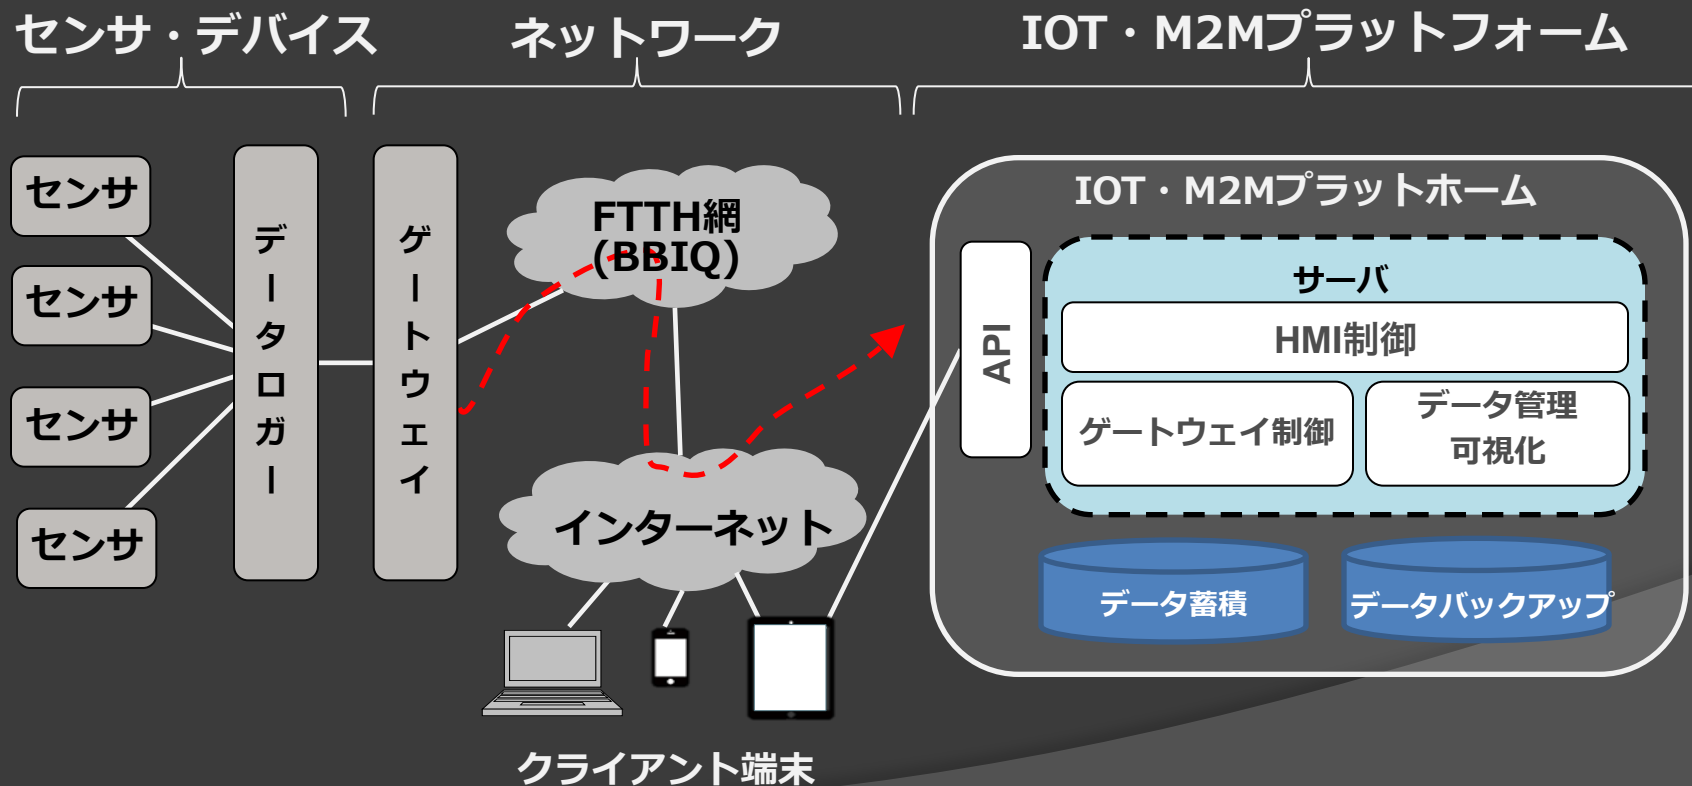 センサ・デバイス
ネットワーク
IOT・M2Mプラットフォーム
センサ
センサ
センサ
センサ
データロガー
ゲートウェイ
FTTH網
(BBIQ)
インターネット
クライアント端末
IOT・M2Mプラットホーム
API
サーバ
HMI制御
ゲートウェイ制御
データ管理
可視化
データ蓄積
データバックアップ